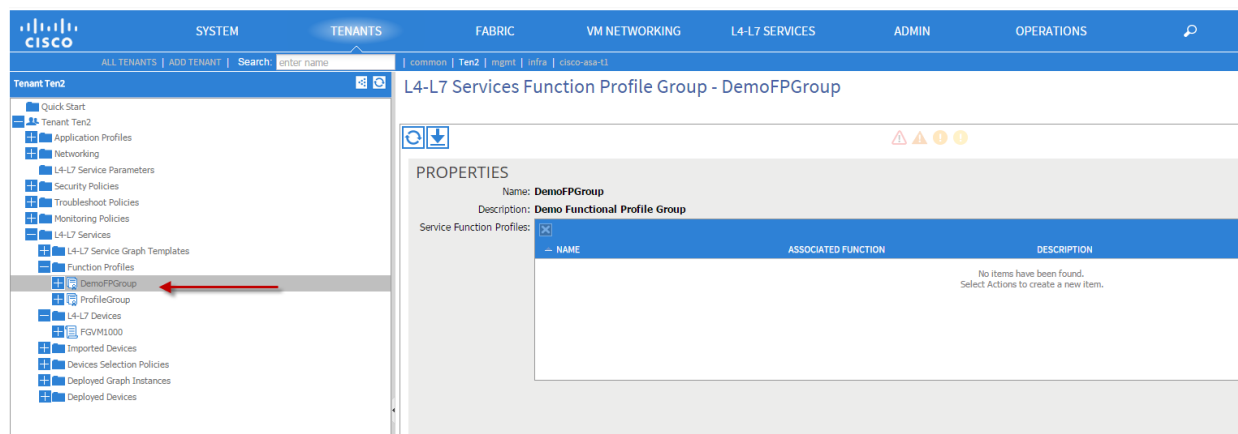 CISCO
SYSTEM TENANTS FABRIC VM NETWORKING L4-L7 SERVICES ADMIN OPERATIONS
ALL TENANTS | ADD TENANT | Search: enter name | common | Ten2 | mgmt | infra | cisco-asa-t1
Tenant Ten2
Quick Start
Tenant Ten2
Application Profiles
Networking
L4-L7 Service Parameters
Security Policies
Troubleshoot Policies
Monitoring Policies
L4-L7 Services
L4-L7 Service Graph Templates
Function Profiles
DemoFPGroup
ProfileGroup
L4-L7 Devices
FGVM1000
Imported Devices
Devices Selection Policies
Deployed Graph Instances
Deployed Devices
L4-L7 Services Function Profile Group - DemoFPGroup
PROPERTIES
Name: DemoFPGroup
Description: Demo Functional Profile Group
Service Function Profiles:
NAME ASSOCIATED FUNCTION DESCRIPTION
No items have been found.
Select Actions to create a new item.